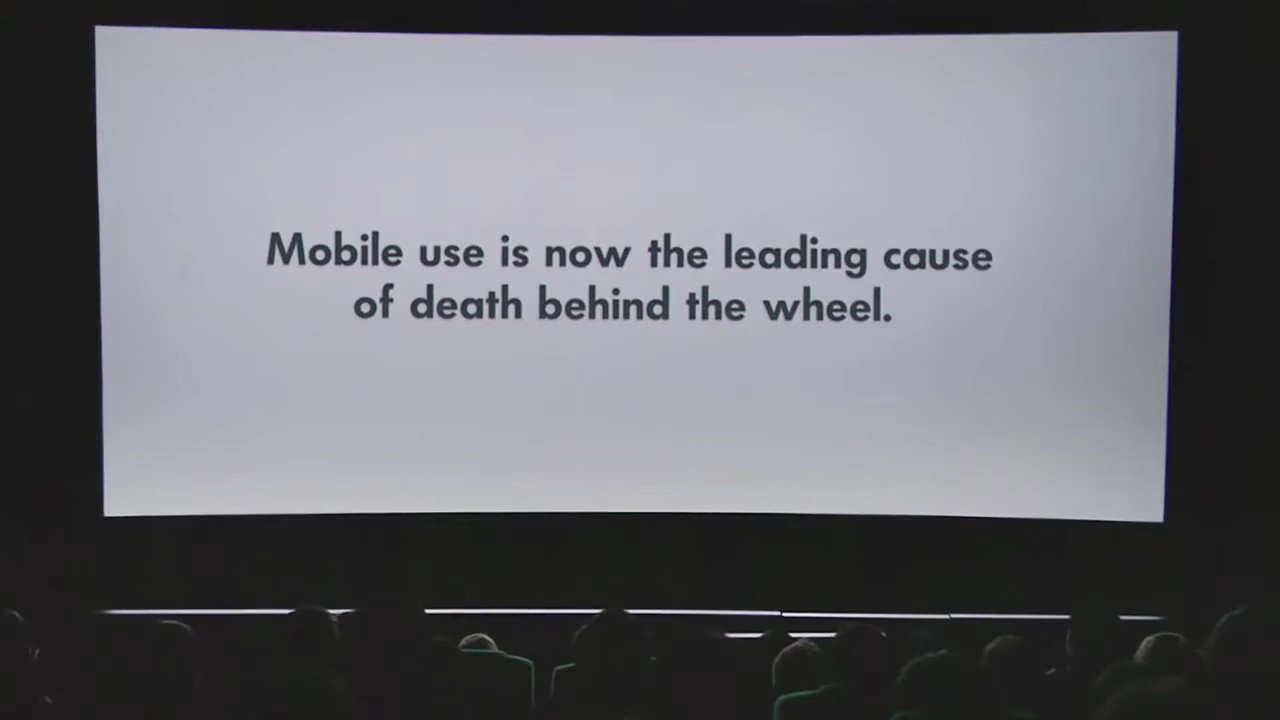 Mobile use is now the leading cause
of death behind the wheel.